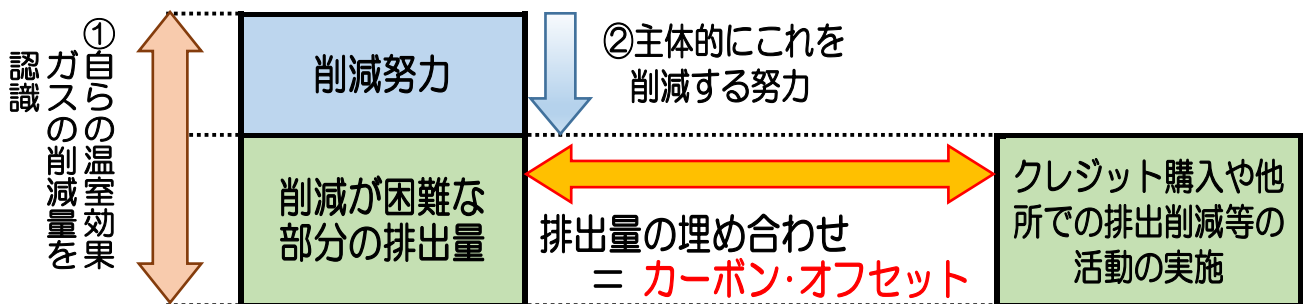 ①自らの温室効果
ガスの削減量を
認識
削減努力
②主体的にこれを
削減する努力
削減が困難な
部分の排出量
排出量の埋め合わせ
＝ カーボン・オフセット
クレジット購入や他
所での排出削減等の
活動の実施